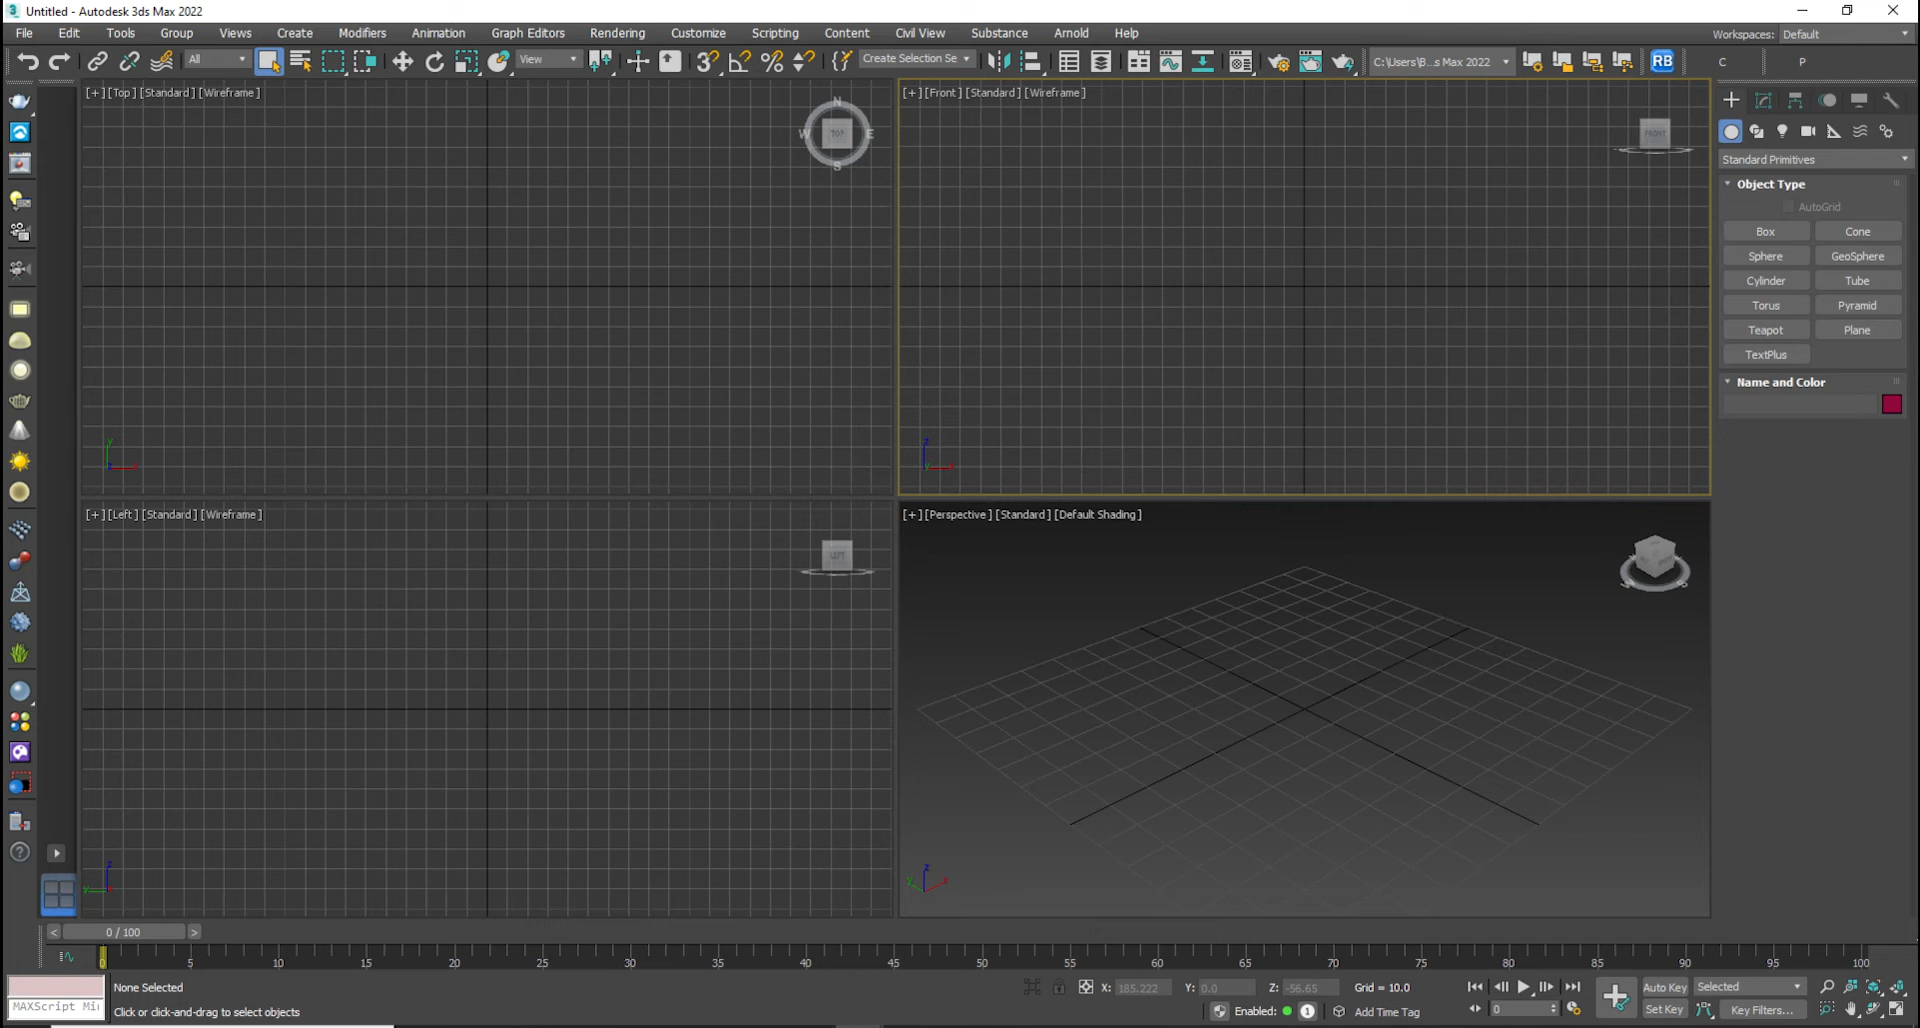 Untitled - Autodesk 3ds Max 2022
File Edit Tools Group Views Create Modifiers Animation Graph Editors Rendering Customize Scripting Content Civil View Substance Arnold Help
Workspaces: Default
All View 3 Create Selection Se C:\Users\B...s Max 2022 RB C P
[+] [Top] [Standard] [Wireframe]
N
W TOP E
S
[+] [Front] [Standard] [Wireframe]
FRONT
Standard Primitives
Object Type
AutoGrid
Box Cone
Sphere GeoSphere
Cylinder Tube
Torus Pyramid
Teapot Plane
TextPlus
Name and Color
y
z
y
[+] [Left] [Standard] [Wireframe]
LEFT
[+] [Perspective] [Standard] [Default Shading]
z
y
z
y x
< 0 / 100 >
0 5 10 15 20 25 30 35 40 45 50 55 60 65 70 75 80 85 90 95 100
None Selected
X: 185.222 Y: 0.0 Z: -56.65 Grid = 10.0
Auto Key Selected
MAXScript Mi
Click or click-and-drag to select objects
Enabled: 1 Add Time Tag
0
Set Key Key Filters...